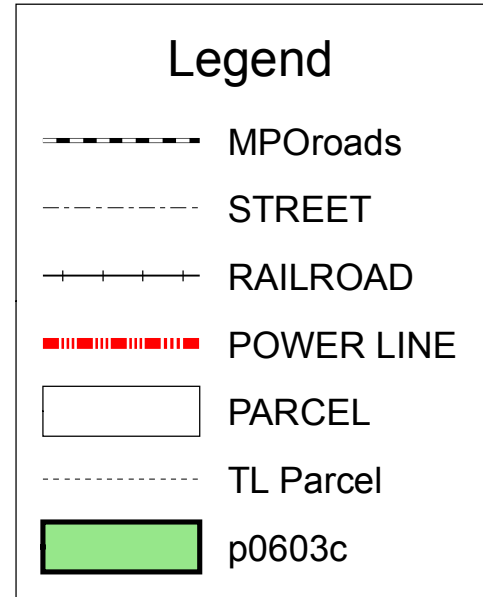 Legend
MPOroads
STREET
RAILROAD
POWER LINE
PARCEL
TL Parcel
p0603c